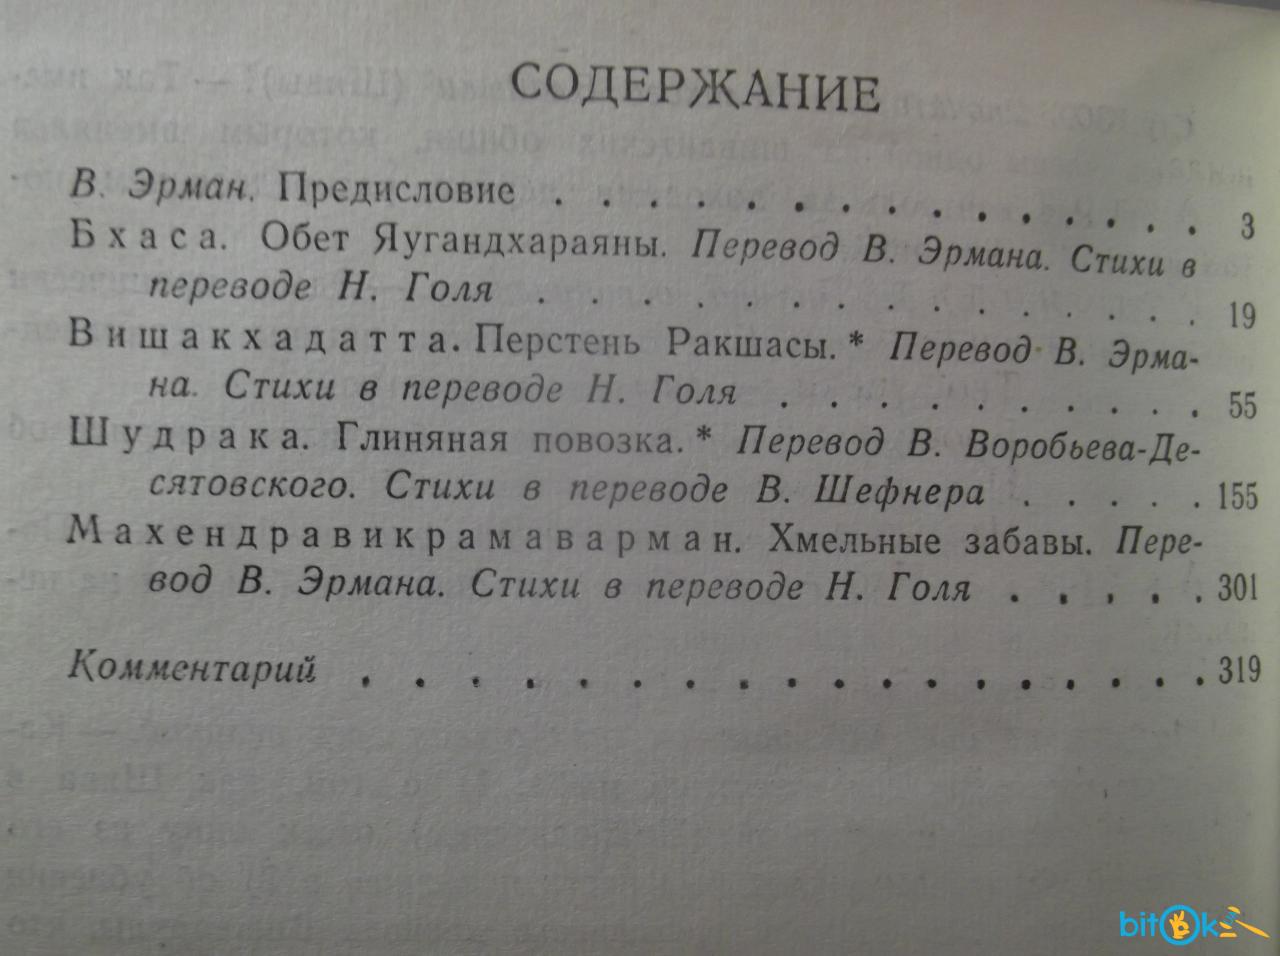 СОДЕРЖАНИЕ
В. Эрман. Предисловие . . . . . . . . . . . . . . 3
Бхаса. Обет Яугандхараяны. Перевод В. Эрмана. Стихи в
переводе Н. Голя . . . . . . . . . . . . . 19
Вишакхадатта. Перстень Ракшасы.* Перевод В. Эрма-
на. Стихи в переводе Н. Голя . . . . . . . . . 55
Шудрака. Глиняная повозка.* Перевод В. Воробьева-Де-
сятовского. Стихи в переводе В. Шефнера . . . . . 155
Махендравикрамаварман. Хмельные забавы. Пере-
вод В. Эрмана. Стихи в переводе Н. Голя . . . . . 301
Комментарий . . . . . . . . . . . . . . . . . 319
bitok